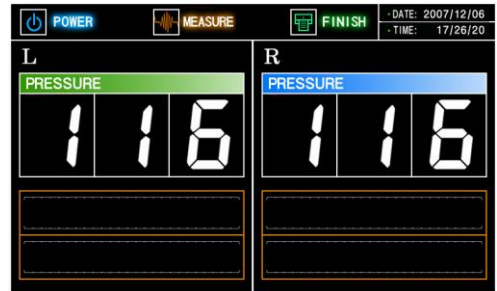 POWER MEASURE FINISH
·DATE: 2007/12/06
·TIME: 17/26/20
L
R
PRESSURE
PRESSURE
116
116